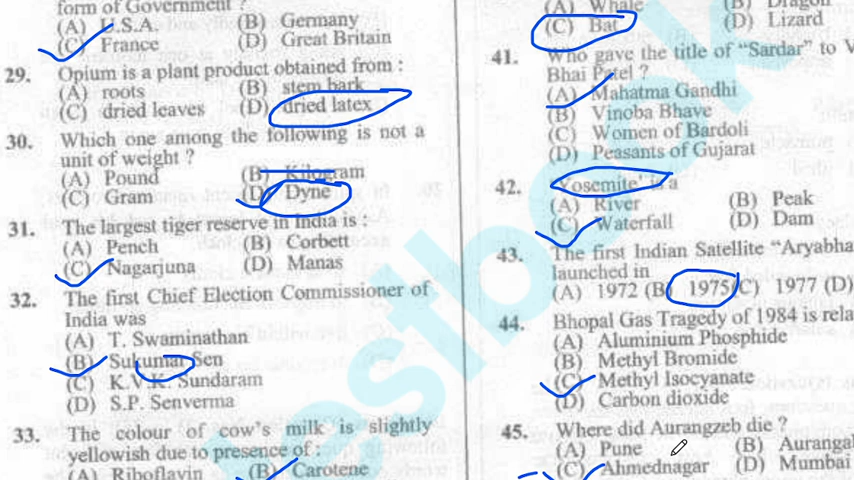 form of Government ?
(A) U.S.A. (B) Germany
(C) France (D) Great Britain
29. Opium is a plant product obtained from :
(A) roots (B) stem bark
(C) dried leaves (D) dried latex
30. Which one among the following is not a
unit of weight ?
(A) Pound (B) Kilogram
(C) Gram (D) Dyne
31. The largest tiger reserve in India is :
(A) Pench (B) Corbett
(C) Nagarjuna (D) Manas
32. The first Chief Election Commissioner of
India was
(A) T. Swaminathan
(B) Sukumar Sen
(C) K.V.K. Sundaram
(D) S.P. Senverma
33. The colour of cow's milk is slightly
yellowish due to presence of :
(A) Riboflavin (B) Carotene
(A) Whale (B) Dragon
(C) Bat (D) Lizard
41. Who gave the title of "Sardar" to V
Bhai Patel ?
(A) Mahatma Gandhi
(B) Vinoba Bhave
(C) Women of Bardoli
(D) Peasants of Gujarat
42. 'Yosemite' is a
(A) River (B) Peak
(C) Waterfall (D) Dam
43. The first Indian Satellite "Aryabha
launched in
(A) 1972 (B) 1975 (C) 1977 (D)
44. Bhopal Gas Tragedy of 1984 is rela
(A) Aluminium Phosphide
(B) Methyl Bromide
(C) Methyl Isocyanate
(D) Carbon dioxide
45. Where did Aurangzeb die ?
(A) Pune (B) Aurangal
(C) Ahmednagar (D) Mumbai
testbook